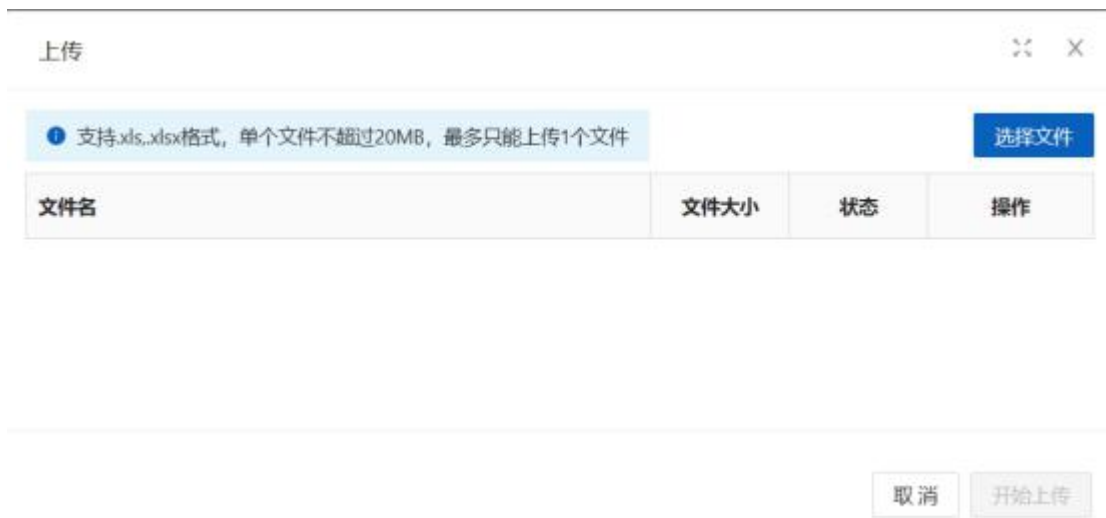 上传
支持.xls,.xlsx格式，单个文件不超过20MB，最多只能上传1个文件
选择文件
文件名 文件大小 状态 操作
取消 开始上传